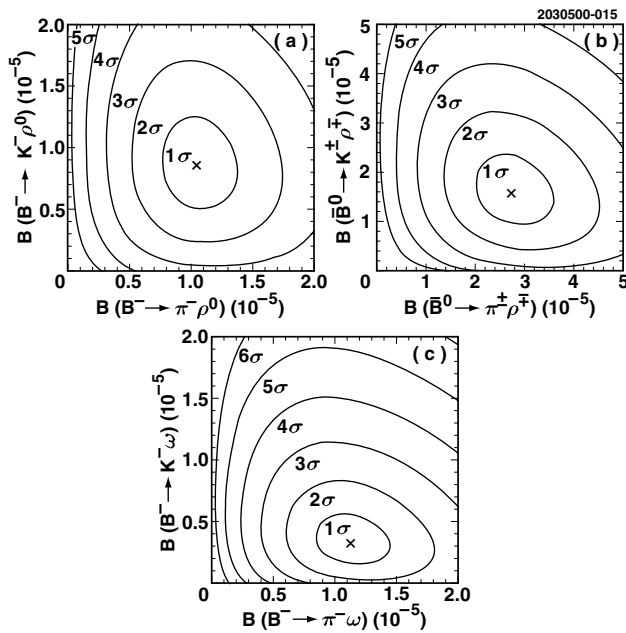 2030500-015
( a )
5σ
4σ
3σ
2σ
1σ
B (B⁻ → K⁻ρ⁰) (10⁻⁵)
2.0
1.5
1.0
0.5
0 0.5 1.0 1.5 2.0
B (B⁻ → π⁻ρ⁰) (10⁻⁵)
( b )
5σ
4σ
3σ
2σ
1σ
B (B̄⁰ → K±ρ∓) (10⁻⁵)
5
4
3
2
1
0 1 2 3 4 5
B (B̄⁰ → π±ρ∓) (10⁻⁵)
( c )
6σ
5σ
4σ
3σ
2σ
1σ
B (B⁻ → K⁻ω) (10⁻⁵)
2.0
1.5
1.0
0.5
0 0.5 1.0 1.5 2.0
B (B⁻ → π⁻ω) (10⁻⁵)